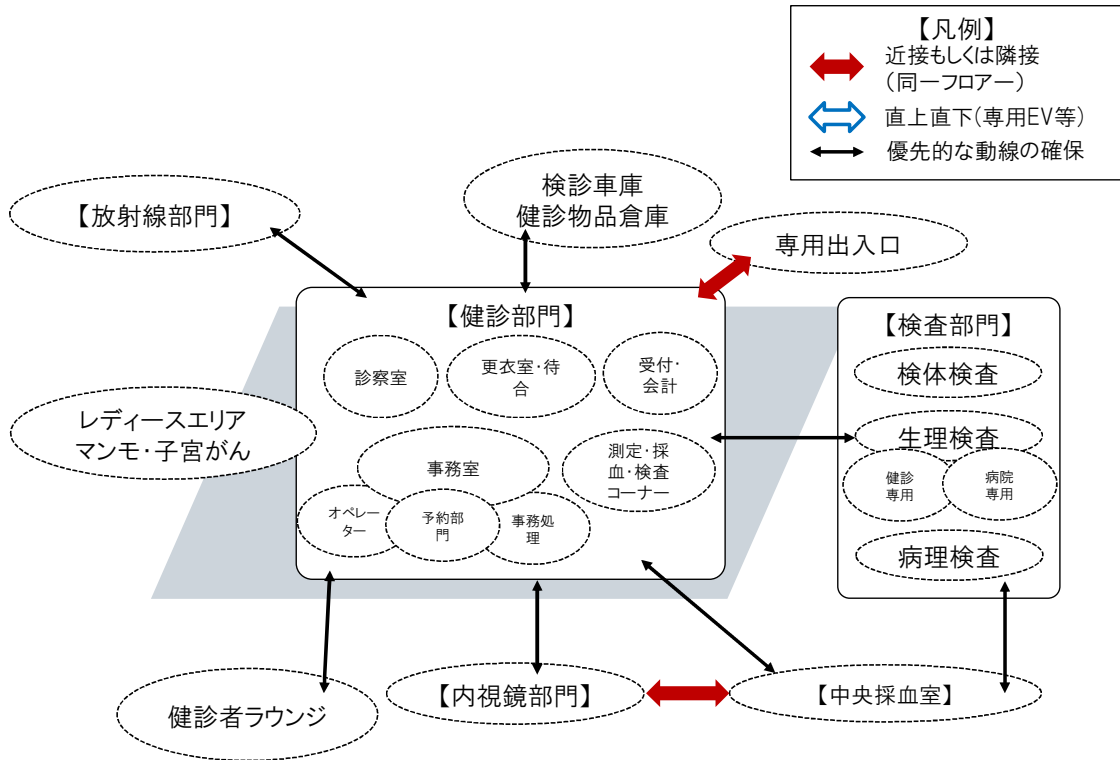 【凡例】
近接もしくは隣接
(同一フロアー)
直上直下(専用EV等)
優先的な動線の確保
検診車庫
健診物品倉庫
【放射線部門】
専用出入口
【健診部門】
診察室
更衣室・待
合
受付・
会計
レディースエリア
マンモ・子宮がん
事務室
測定・採
血・検査
コーナー
オペレー
ター
予約部
門
事務処
理
【検査部門】
検体検査
生理検査
健診
専用
病院
専用
病理検査
健診者ラウンジ
【内視鏡部門】
【中央採血室】